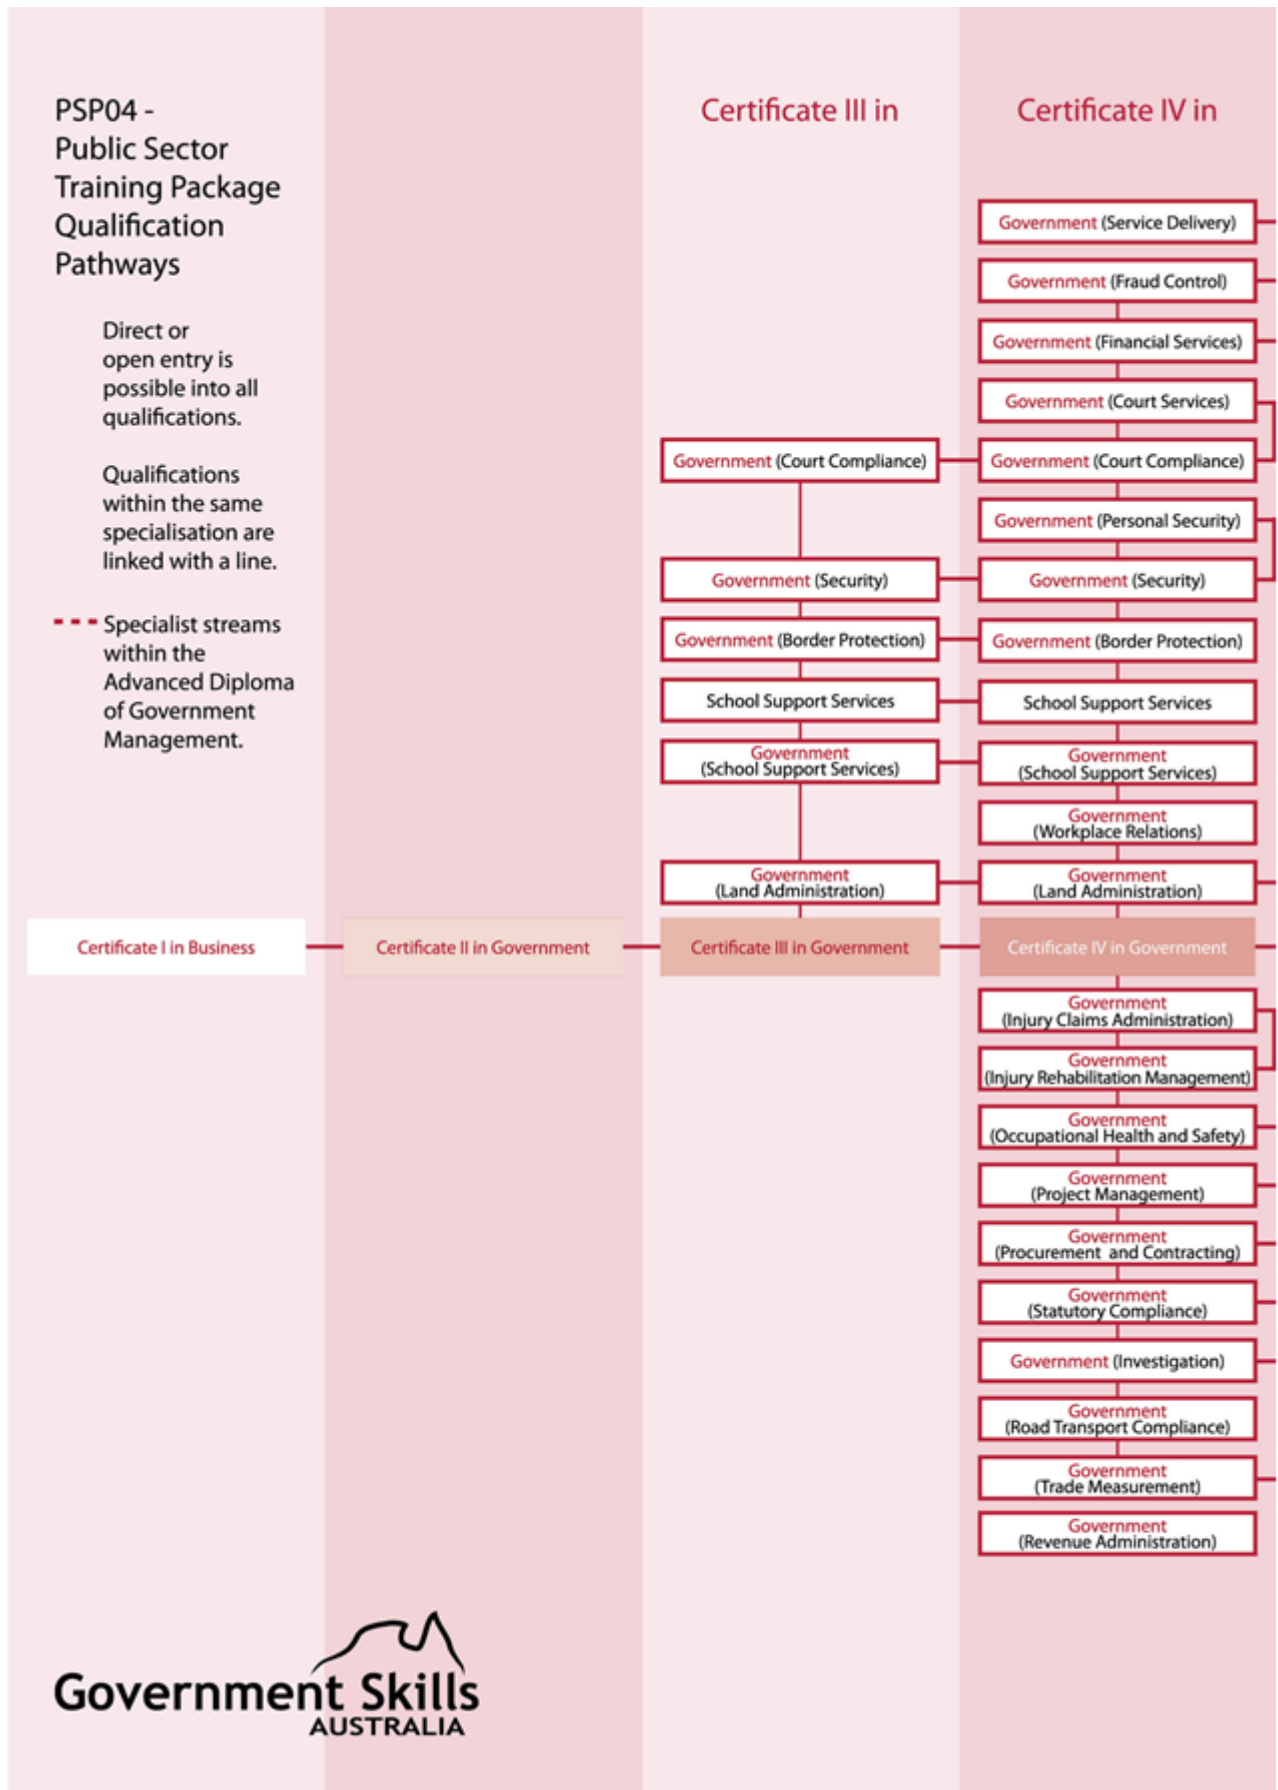 PSP04 -
Public Sector
Training Package
Qualification
Pathways
Direct or
open entry is
possible into all
qualifications.
Qualifications
within the same
specialisation are
linked with a line.
Specialist streams
within the
Advanced Diploma
of Government
Management.
Certificate I in Business
Certificate II in Government
Certificate III in
Government (Court Compliance)
Government (Security)
Government (Border Protection)
School Support Services
Government
(School Support Services)
Government
(Land Administration)
Certificate III in Government
Certificate IV in
Government (Service Delivery)
Government (Fraud Control)
Government (Financial Services)
Government (Court Services)
Government (Court Compliance)
Government (Personal Security)
Government (Security)
Government (Border Protection)
School Support Services
Government
(School Support Services)
Government
(Workplace Relations)
Government
(Land Administration)
Certificate IV in Government
Government
(Injury Claims Administration)
Government
(Injury Rehabilitation Management)
Government
(Occupational Health and Safety)
Government
(Project Management)
Government
(Procurement and Contracting)
Government
(Statutory Compliance)
Government (Investigation)
Government
(Road Transport Compliance)
Government
(Trade Measurement)
Government
(Revenue Administration)
Government Skills
AUSTRALIA